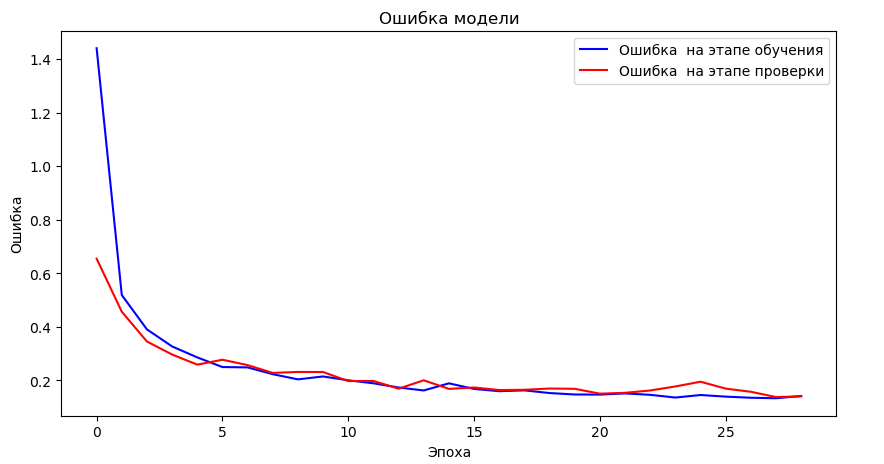 Ошибка модели
Ошибка  на этапе обучения
Ошибка  на этапе проверки
1.4
1.2
1.0
0.8
0.6
0.4
0.2
Ошибка
0 5 10 15 20 25
Эпоха